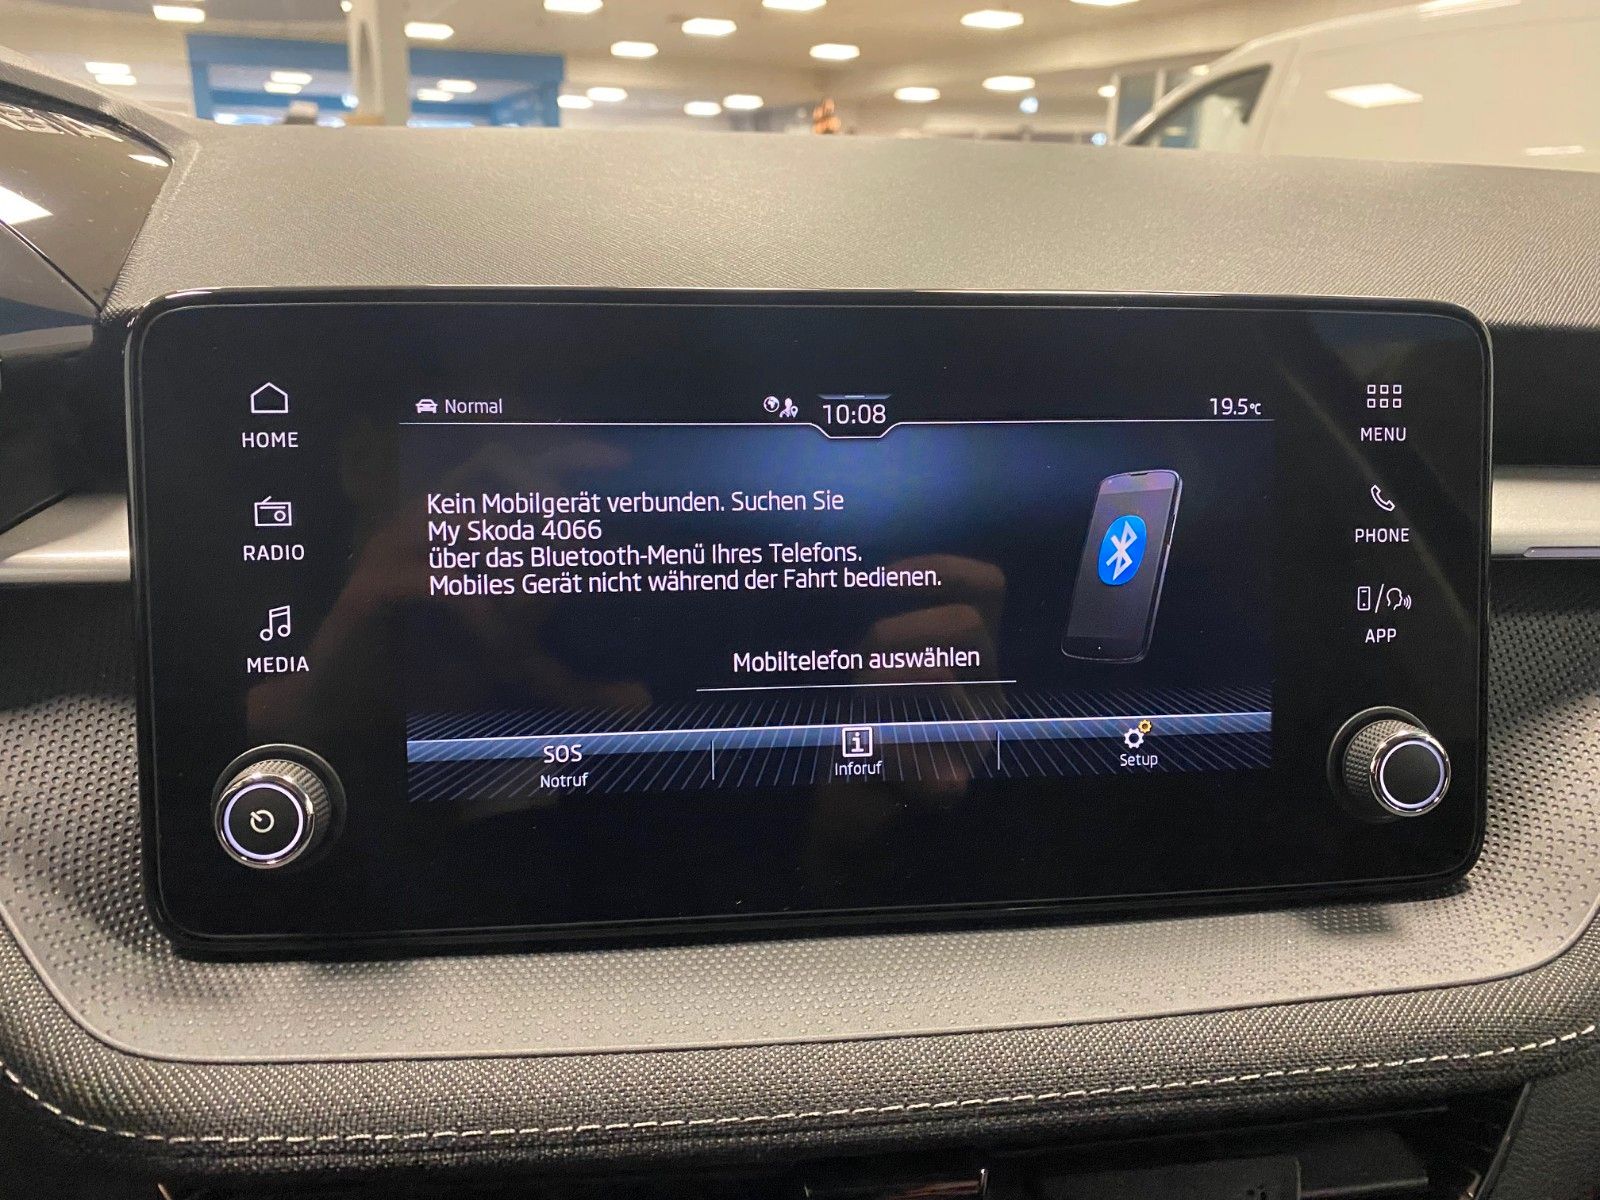 HOME
RADIO
MEDIA
Normal
10:08
19.5°C
Kein Mobilgerät verbunden. Suchen Sie
My Skoda 4066
über das Bluetooth-Menü Ihres Telefons.
Mobiles Gerät nicht während der Fahrt bedienen.
Mobiltelefon auswählen
SOS
Notruf
Inforuf
Setup
MENU
PHONE
APP